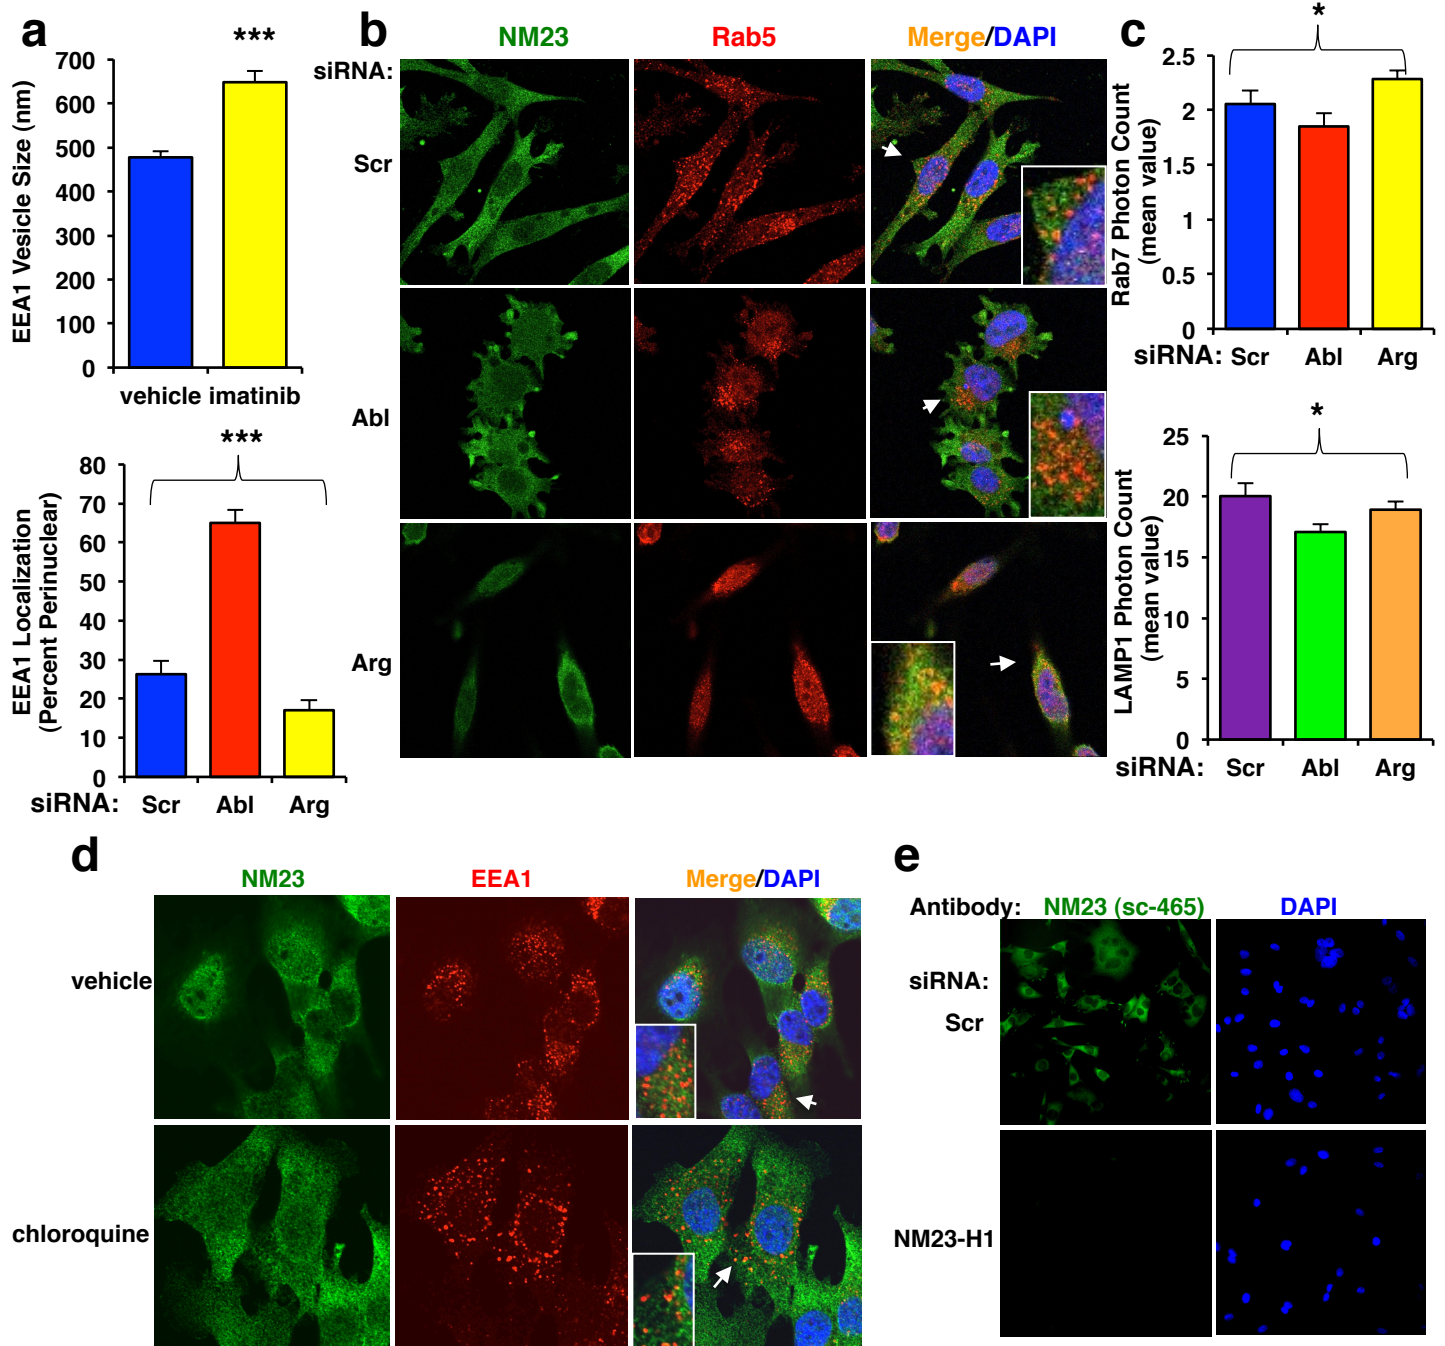 a
***
EEA1 Vesicle Size (nm)
700
600
500
400
300
200
100
0
vehicle imatinib
***
EEA1 Localization
(Percent Perinuclear)
80
70
60
50
40
30
20
10
0
siRNA: Scr Abl Arg
b
NM23 Rab5 Merge/DAPI
siRNA:
Scr
Abl
Arg
c
*
Rab7 Photon Count
(mean value)
2.5
2
1.5
1
0.5
0
siRNA: Scr Abl Arg
*
LAMP1 Photon Count
(mean value)
25
20
15
10
5
0
siRNA: Scr Abl Arg
d
NM23 EEA1 Merge/DAPI
vehicle
chloroquine
e
Antibody: NM23 (sc-465) DAPI
siRNA:
Scr
NM23-H1